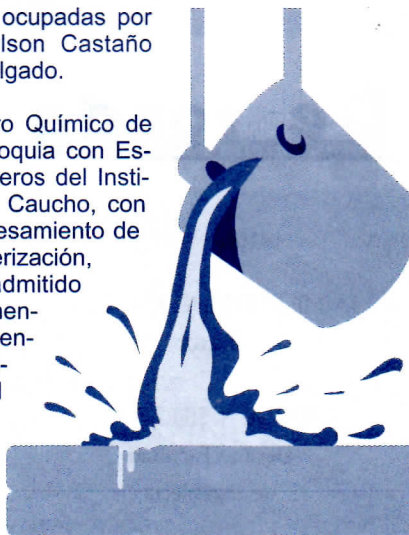 ocupadas por
lson Castaño
lgado.
ro Químico de
oquia con Es-
eros del Insti-
Caucho, con
esamiento de
erización,
admitido
nen-
en-
-